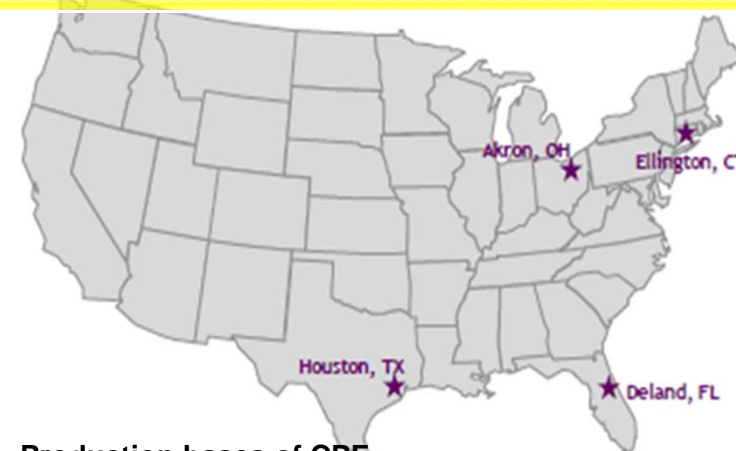 Akron, OH
Ellington, C
Houston, TX
Deland, FL
Production bases of